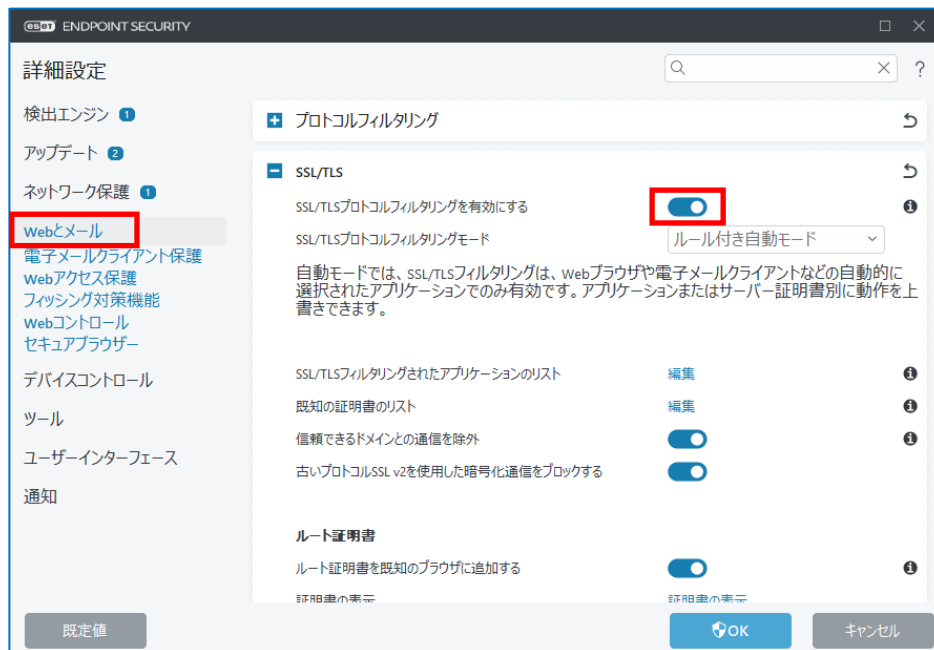 eset ENDPOINT SECURITY
詳細設定
?
検出エンジン 1
アップデート 2
ネットワーク保護 1
Webとメール
電子メールクライアント保護
Webアクセス保護
フィッシング対策機能
Webコントロール
セキュアブラウザー
デバイスコントロール
ツール
ユーザーインターフェース
通知
プロトコルフィルタリング
SSL/TLS
SSL/TLSプロトコルフィルタリングを有効にする
SSL/TLSプロトコルフィルタリングモード ルール付き自動モード
自動モードでは、SSL/TLSフィルタリングは、Webブラウザや電子メールクライアントなどの自動的に
選択されたアプリケーションでのみ有効です。アプリケーションまたはサーバー証明書別に動作を上
書きできます。
SSL/TLSフィルタリングされたアプリケーションのリスト 編集
既知の証明書のリスト 編集
信頼できるドメインとの通信を除外
古いプロトコルSSL v2を使用した暗号化通信をブロックする
ルート証明書
ルート証明書を既知のブラウザに追加する
証明書の表示 証明書の表示
既定値 OK キャンセル